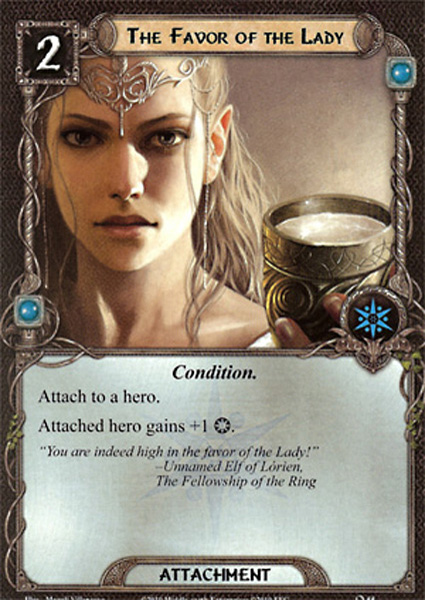 2
THE FAVOR OF THE LADY
Condition.
Attach to a hero.
Attached hero gains +1 .
“You are indeed high in the favor of the Lady!”
–Unnamed Elf of Lórien,
The Fellowship of the Ring
ATTACHMENT